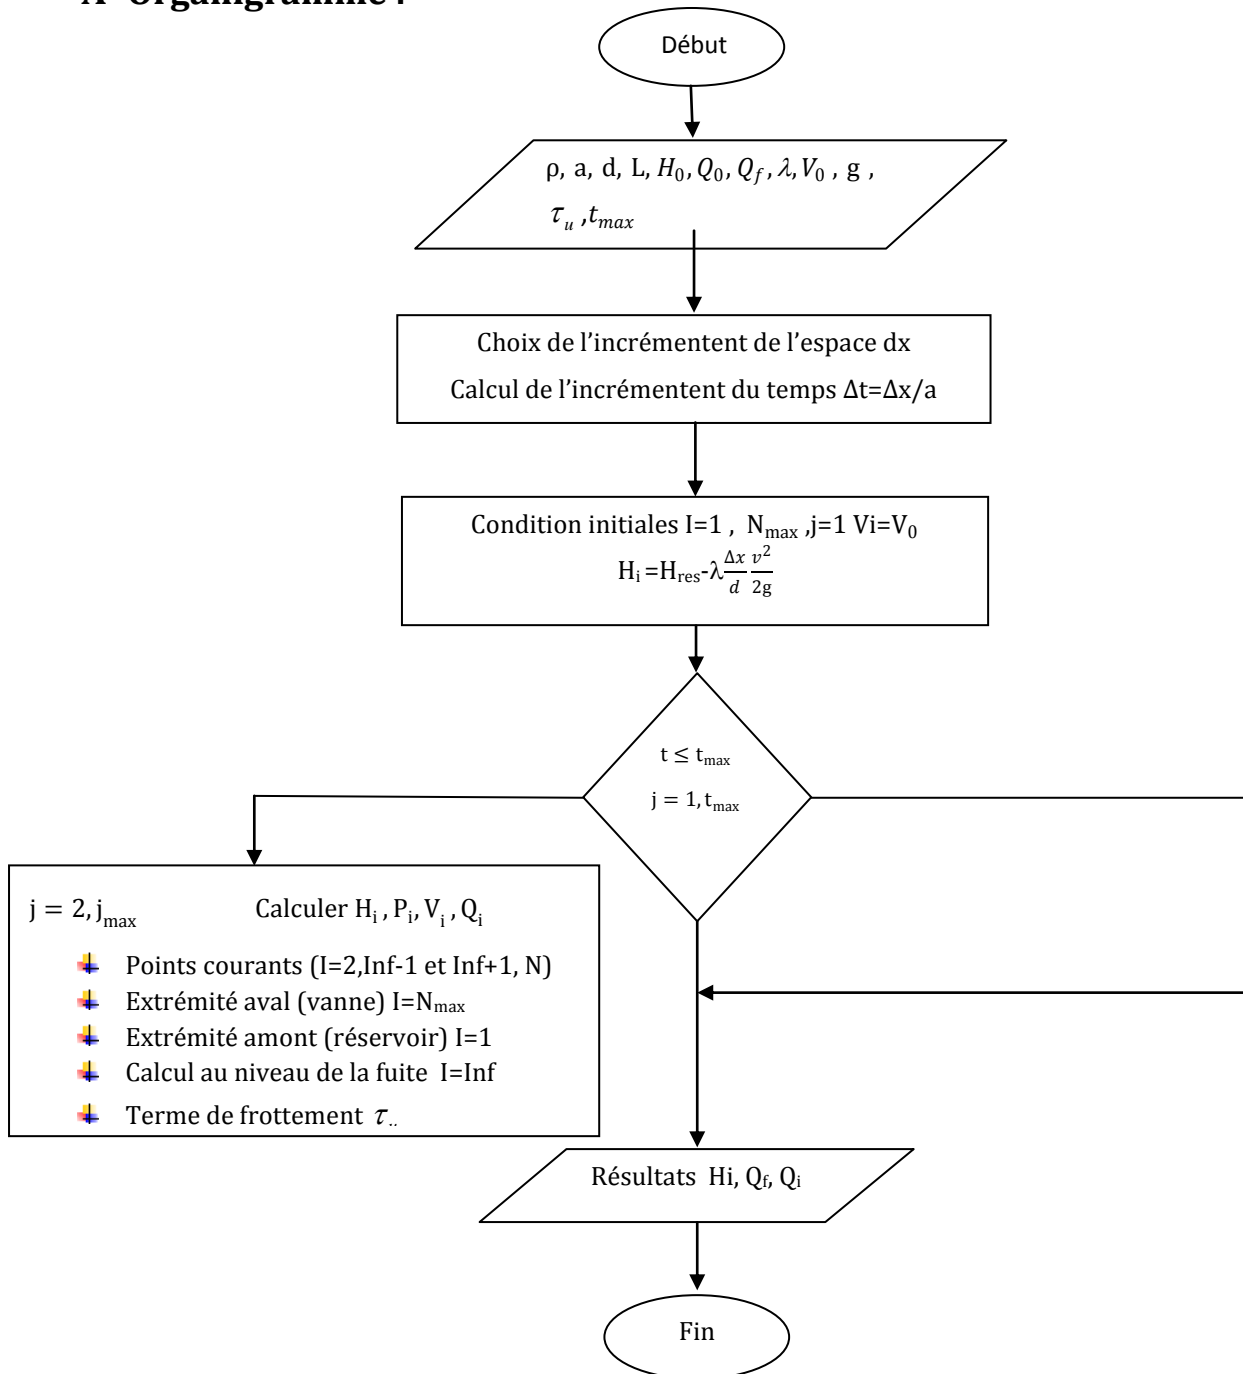 A- Organigramme :
Début
ρ, a, d, L, H₀, Q₀, Q_f, λ, V₀ , g ,
τ_u ,t_max
Choix de l’incrémentent de l’espace dx
Calcul de l’incrémentent du temps Δt=Δx/a
Condition initiales I=1 , N_max ,j=1 Vi=V₀
H_i =H_res-λ Δx/d v²/2g
t ≤ t_max
j = 1, t_max
j = 2, j_max Calculer H_i , P_i, V_i , Q_i
Points courants (I=2,Inf-1 et Inf+1, N)
Extrémité aval (vanne) I=N_max
Extrémité amont (réservoir) I=1
Calcul au niveau de la fuite I=Inf
Terme de frottement τ
Résultats Hi, Q_f, Q_i
Fin